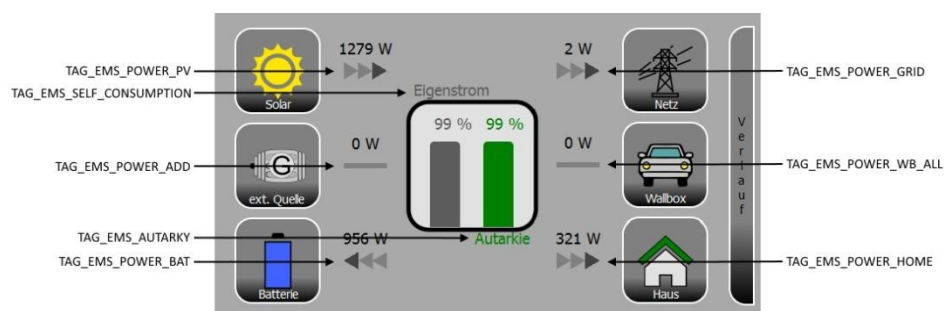 1279 W
2 W
TAG_EMS_POWER_PV
TAG_EMS_POWER_GRID
TAG_EMS_SELF_CONSUMPTION
Eigenstrom
Solar
Netz
99 % 99 %
0 W
0 W
TAG_EMS_POWER_ADD
G
TAG_EMS_POWER_WB_ALL
ext. Quelle
Wallbox
Verlauf
TAG_EMS_AUTARKY
956 W
Autarkie
321 W
TAG_EMS_POWER_BAT
TAG_EMS_POWER_HOME
Batterie
Haus